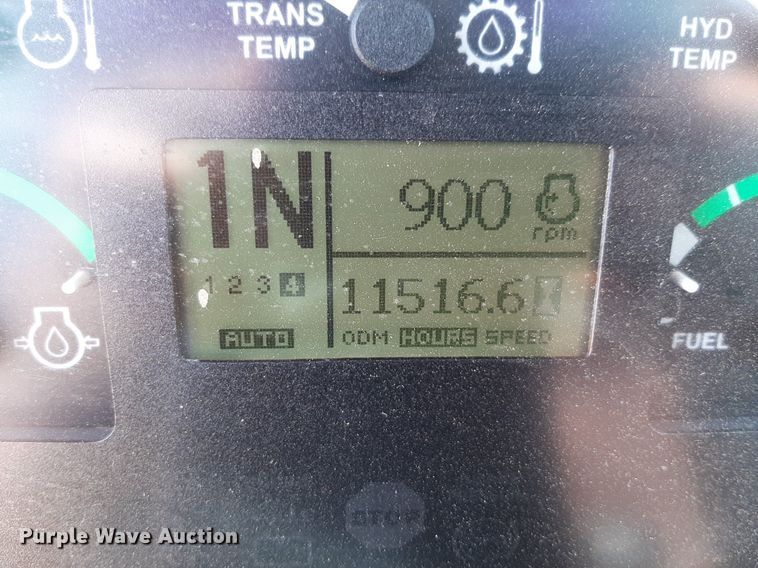 TRANS
TEMP
HYD
TEMP
1N
900
rpm
1 2 3 4
11516.6
AUTO
ODM HOURS SPEED
FUEL
STOP
Purple Wave Auction